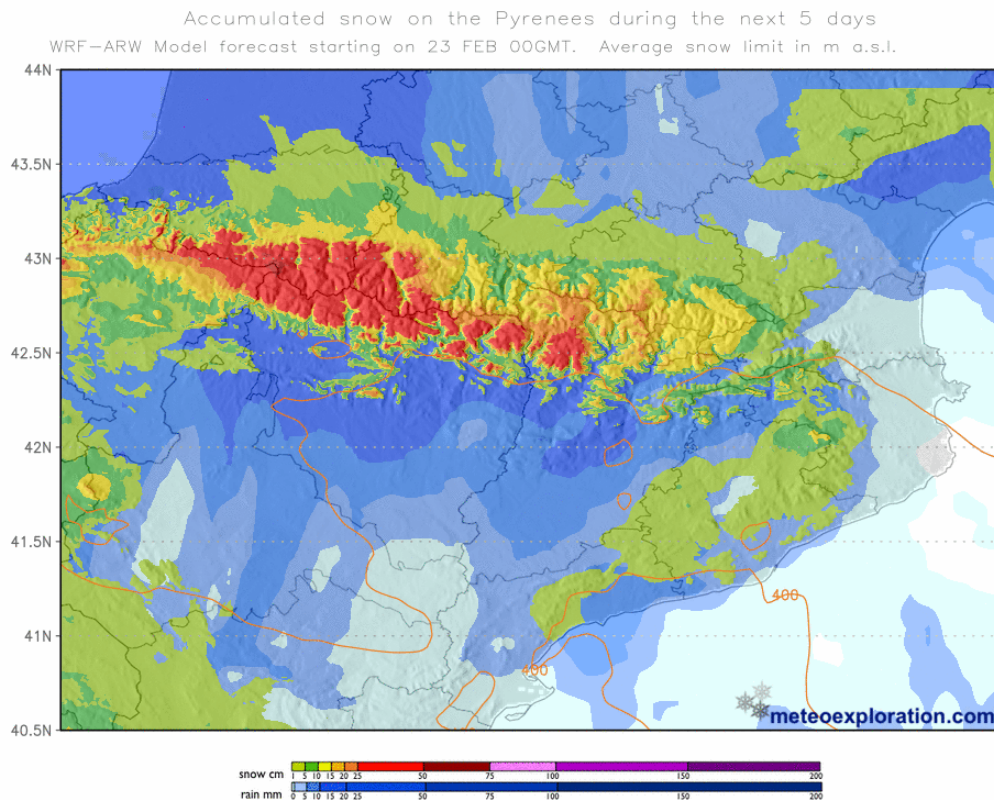 Accumulated snow on the Pyrenees during the next 5 days
WRF-ARW Model forecast starting on 23 FEB 00GMT.  Average snow limit in m a.s.l.
44N
43.5N
43N
42.5N
42N
41.5N
400
41N
400
40.5N
meteoexploration.com
snow cm
1 5 10 15 20 25 50 75 100 150 200
rain mm
0 5 10 15 20 25 50 75 100 150 200